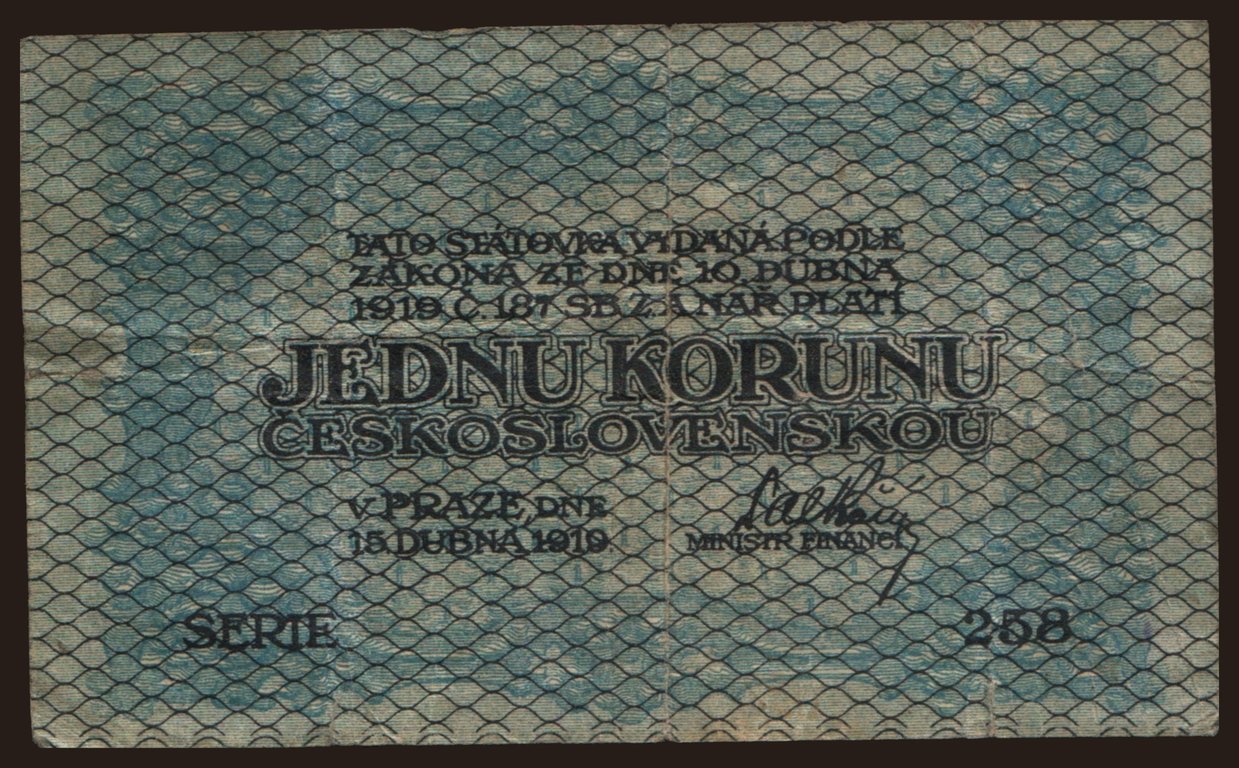 TATO STÁTOVKA VYDANÁ PODLE
ZÁKONA ZE DNE 10. DUBNA
1919 Č. 187 SB. Z. A NAŘ. PLATÍ
JEDNU KORUNU
ČESKOSLOVENSKOU
V PRAZE, DNE
15. DUBNA 1919.
MINISTR FINANCÍ
SERIE 258